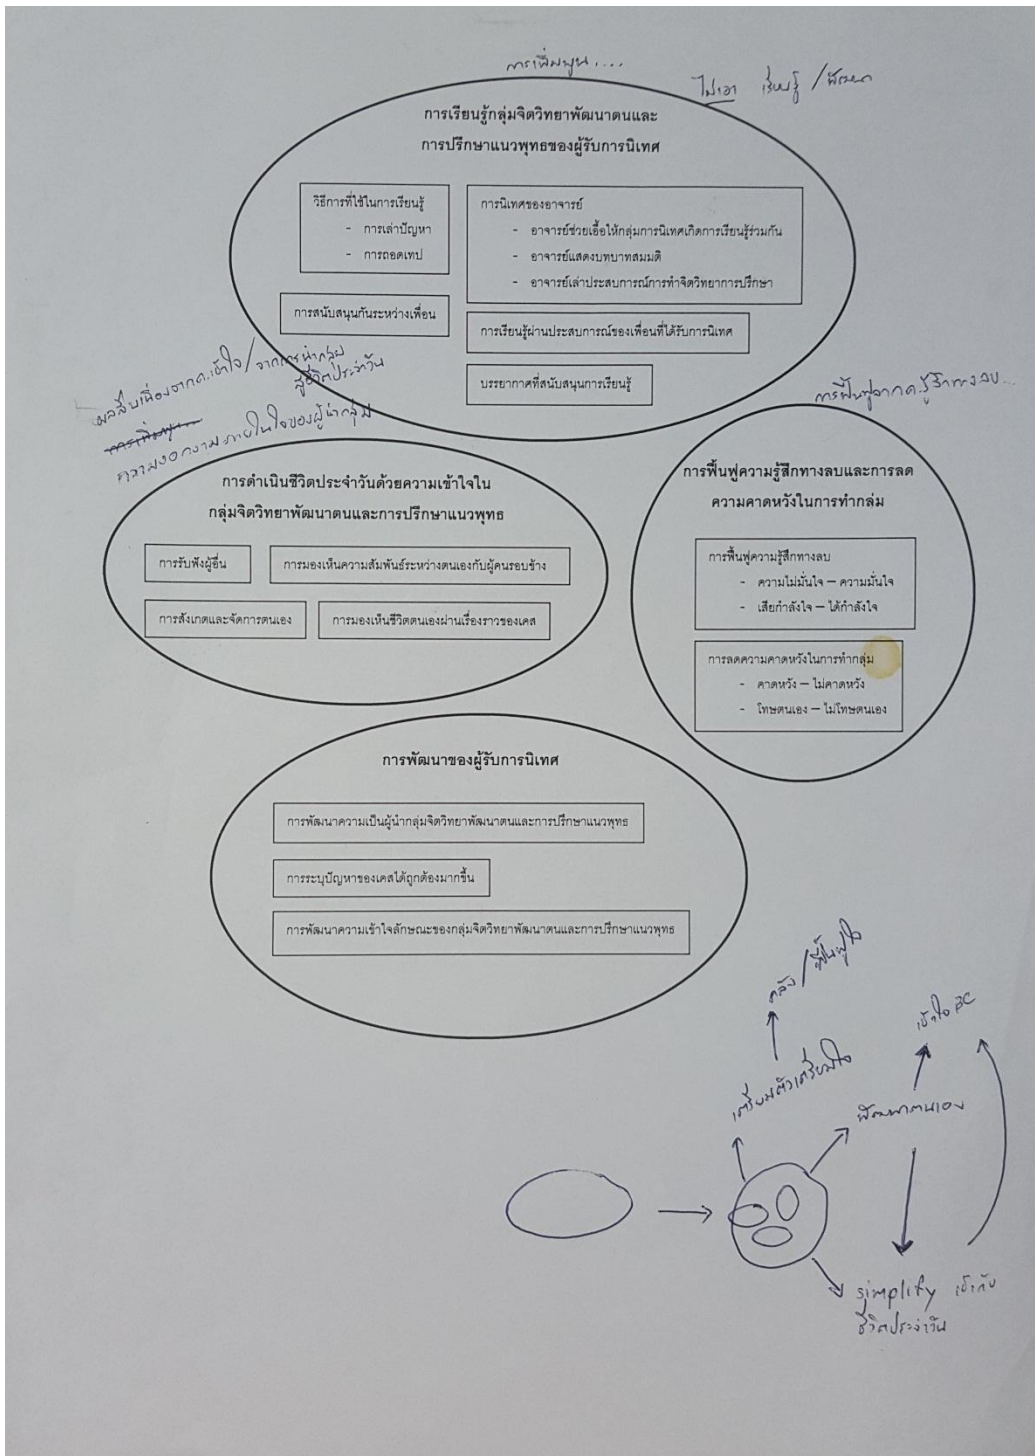 การเพิ่มพูน....
ไม่เอา เรียนรู้ / พัฒนา
การเรียนรู้กลุ่มจิตวิทยาพัฒนาตนและ
การปรึกษาแนวพุทธของผู้รับการนิเทศ
วิธีการที่ใช้ในการเรียนรู้
- การเล่าปัญหา
- การถอดเทป
การนิเทศของอาจารย์
- อาจารย์ช่วยเอื้อให้กลุ่มการนิเทศเกิดการเรียนรู้ร่วมกัน
- อาจารย์แสดงบทบาทสมมติ
- อาจารย์เล่าประสบการณ์การทำจิตวิทยาการปรึกษา
การสนับสนุนกันระหว่างเพื่อน
การเรียนรู้ผ่านประสบการณ์ของเพื่อนที่ได้รับการนิเทศ
บรรยากาศที่สนับสนุนการเรียนรู้
ผลสืบเนื่องจากค.เข้าใจ / จากการนำกลุ่ม
สู่ชีวิตประจำวัน
การเพิ่มพูน
ความงอกงามภายในใจของผู้นำกลุ่ม
การดำเนินชีวิตประจำวันด้วยความเข้าใจใน
กลุ่มจิตวิทยาพัฒนาตนและการปรึกษาแนวพุทธ
การรับฟังผู้อื่น
การมองเห็นความสัมพันธ์ระหว่างตนเองกับผู้คนรอบข้าง
การสังเกตและจัดการตนเอง
การมองเห็นชีวิตตนเองผ่านเรื่องราวของเคส
การฟื้นฟูจากค.รู้สึกทางลบ...
การฟื้นฟูความรู้สึกทางลบและการลด
ความคาดหวังในการทำกลุ่ม
การฟื้นฟูความรู้สึกทางลบ
- ความไม่มั่นใจ – ความมั่นใจ
- เสียกำลังใจ – ได้กำลังใจ
การลดความคาดหวังในการทำกลุ่ม
- คาดหวัง – ไม่คาดหวัง
- โทษตนเอง – ไม่โทษตนเอง
การพัฒนาของผู้รับการนิเทศ
การพัฒนาความเป็นผู้นำกลุ่มจิตวิทยาพัฒนาตนและการปรึกษาแนวพุทธ
การระบุปัญหาของเคสได้ถูกต้องมากขึ้น
การพัฒนาความเข้าใจลักษณะของกลุ่มจิตวิทยาพัฒนาตนและการปรึกษาแนวพุทธ
คลัง / ฟื้นฟูใจ
เตรียมตัวเตรียมใจ
เข้าใจ BC
พัฒนาตนเอง
simplify เข้ากับ
ชีวิตประจำวัน